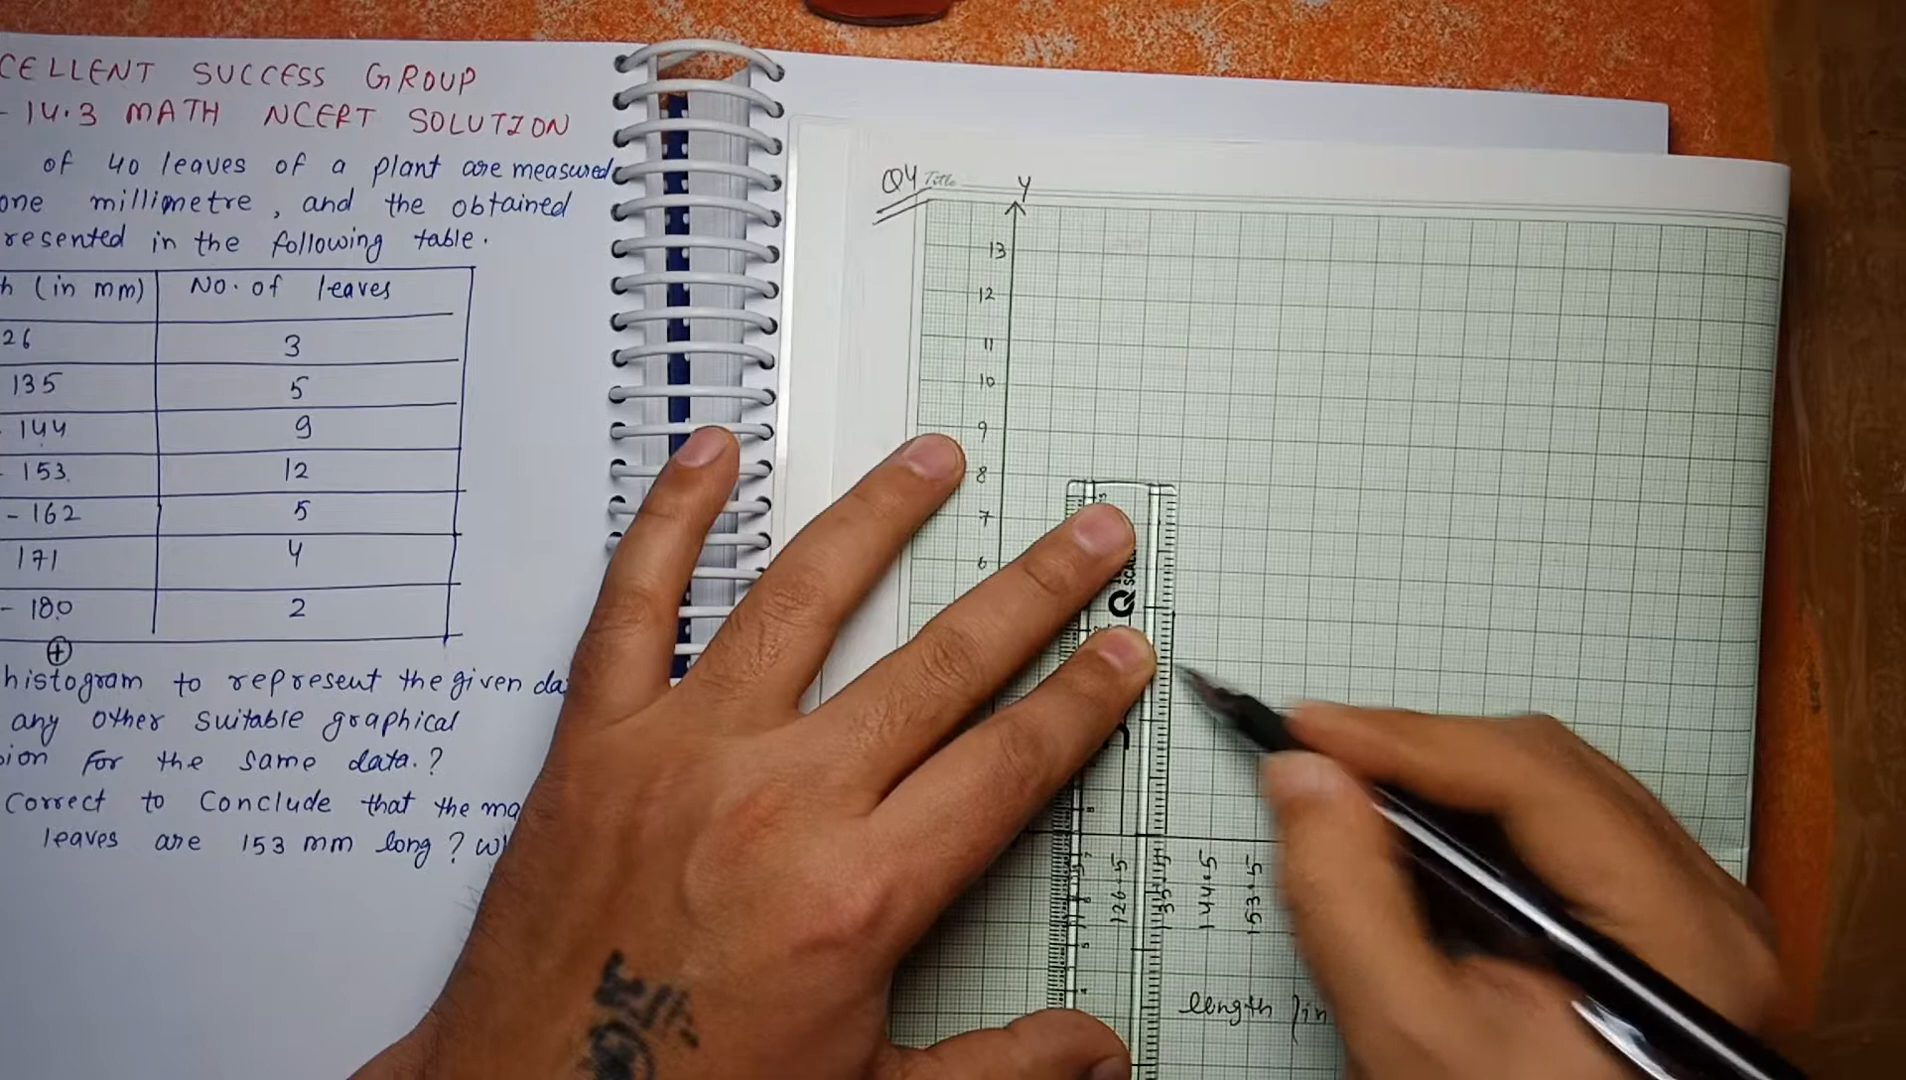 CELLENT SUCCESS GROUP
- 14.3 MATH NCERT SOLUTION
of 40 leaves of a plant are measured
one millimetre, and the obtained
resented in the following table.
h (in mm) No. of leaves
26 3
135 5
- 144 9
- 153. 12
- 162 5
171 4
- 180 2
histogram to represent the given da
any other suitable graphical
ion for the same data.?
correct to conclude that the ma
leaves are 153 mm long? w
Q4 Title
Y
13
12
11
10
9
8
7
6
126.5
135.5
144.5
153.5
length (in